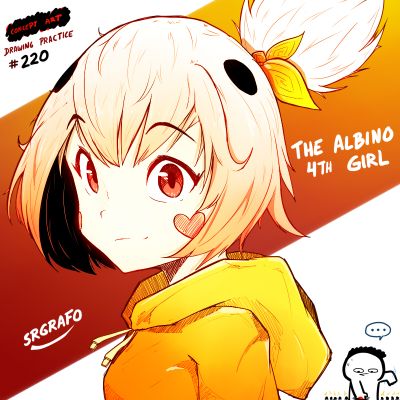 CONCEPT ART
DRAWING PRACTICE
#220
THE ALBINO
4TH GIRL
SRGRAFO
...